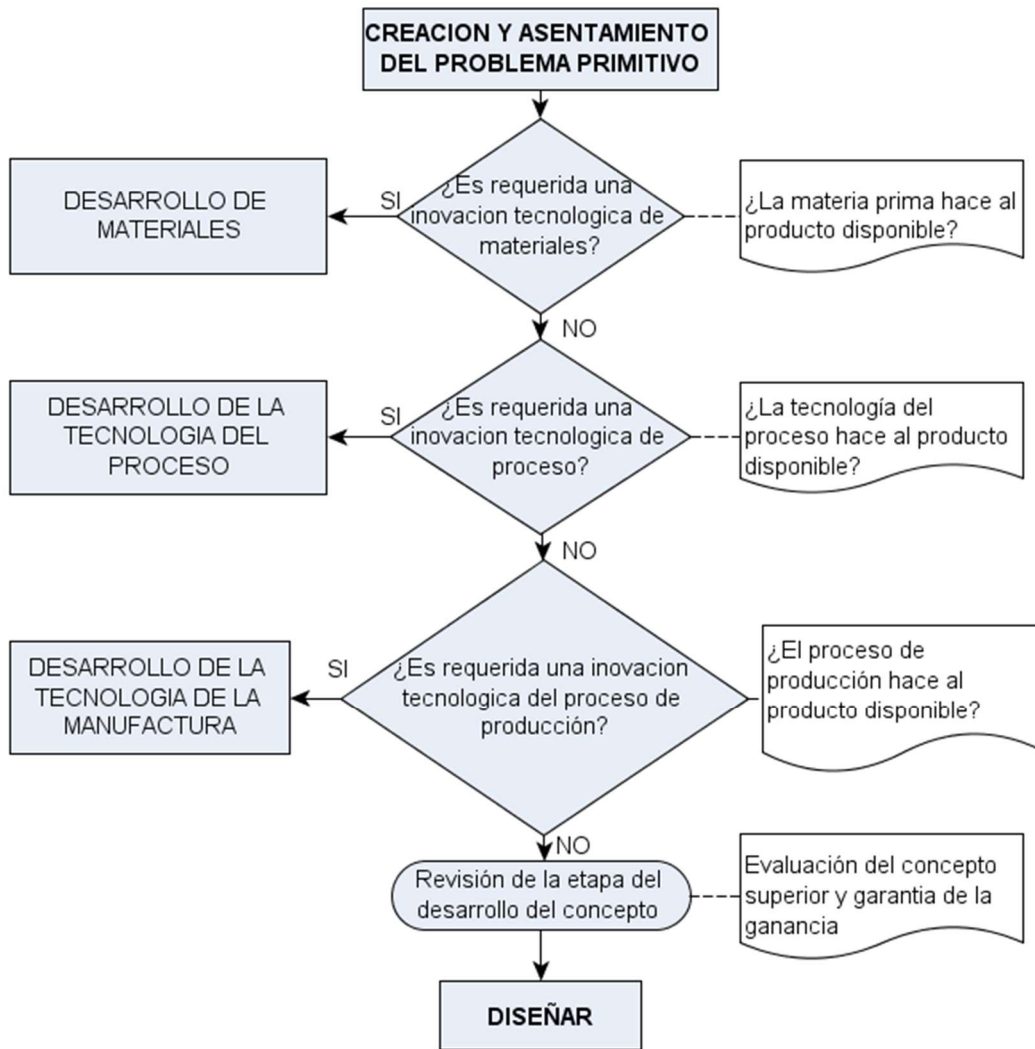 CREACION Y ASENTAMIENTO
DEL PROBLEMA PRIMITIVO
DESARROLLO DE
MATERIALES
SI
¿Es requerida una
inovacion tecnologica de
materiales?
¿La materia prima hace al
producto disponible?
NO
DESARROLLO DE LA
TECNOLOGIA DEL
PROCESO
SI
¿Es requerida una
inovacion tecnologica de
proceso?
¿La tecnología del
proceso hace al producto
disponible?
NO
DESARROLLO DE LA
TECNOLOGIA DE LA
MANUFACTURA
SI
¿Es requerida una inovacion
tecnologica del proceso de
producción?
¿El proceso de
producción hace al
producto disponible?
NO
Revisión de la etapa del
desarrollo del concepto
Evaluación del concepto
superior y garantia de la
ganancia
DISEÑAR